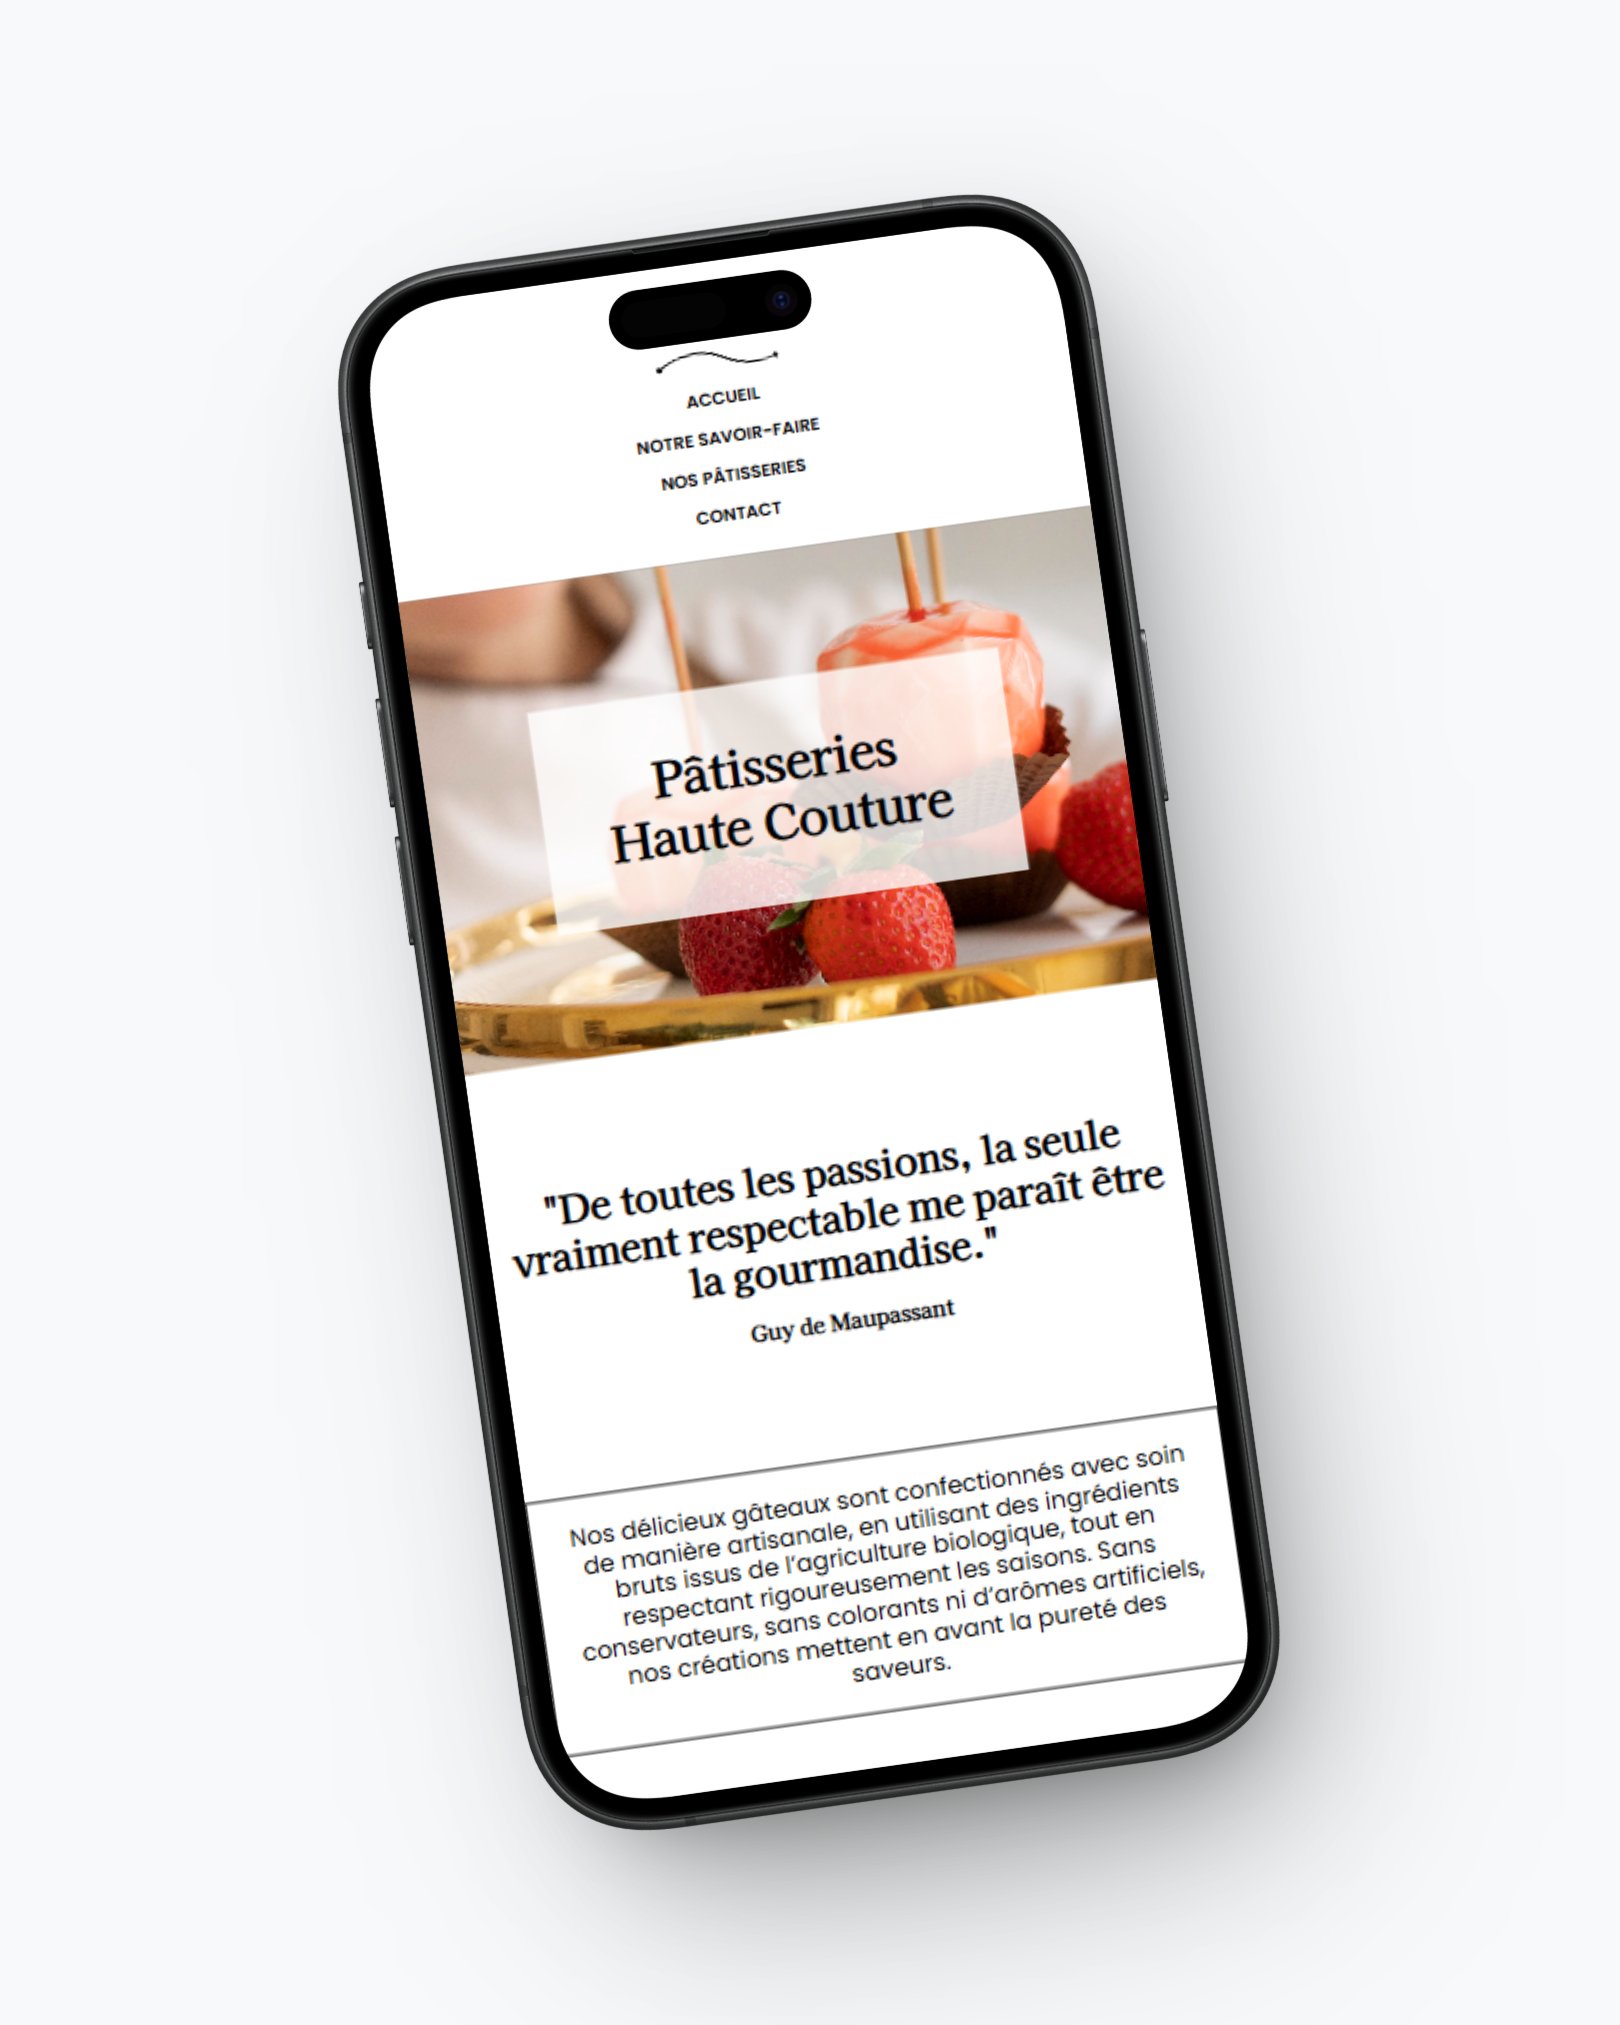 ACCUEIL
NOTRE SAVOIR-FAIRE
NOS PÂTISSERIES
CONTACT
Pâtisseries
Haute Couture
"De toutes les passions, la seule
vraiment respectable me paraît être
la gourmandise."
Guy de Maupassant
Nos délicieux gâteaux sont confectionnés avec soin
de manière artisanale, en utilisant des ingrédients
bruts issus de l’agriculture biologique, tout en
respectant rigoureusement les saisons. Sans
conservateurs, sans colorants ni d’arômes artificiels,
nos créations mettent en avant la pureté des
saveurs.